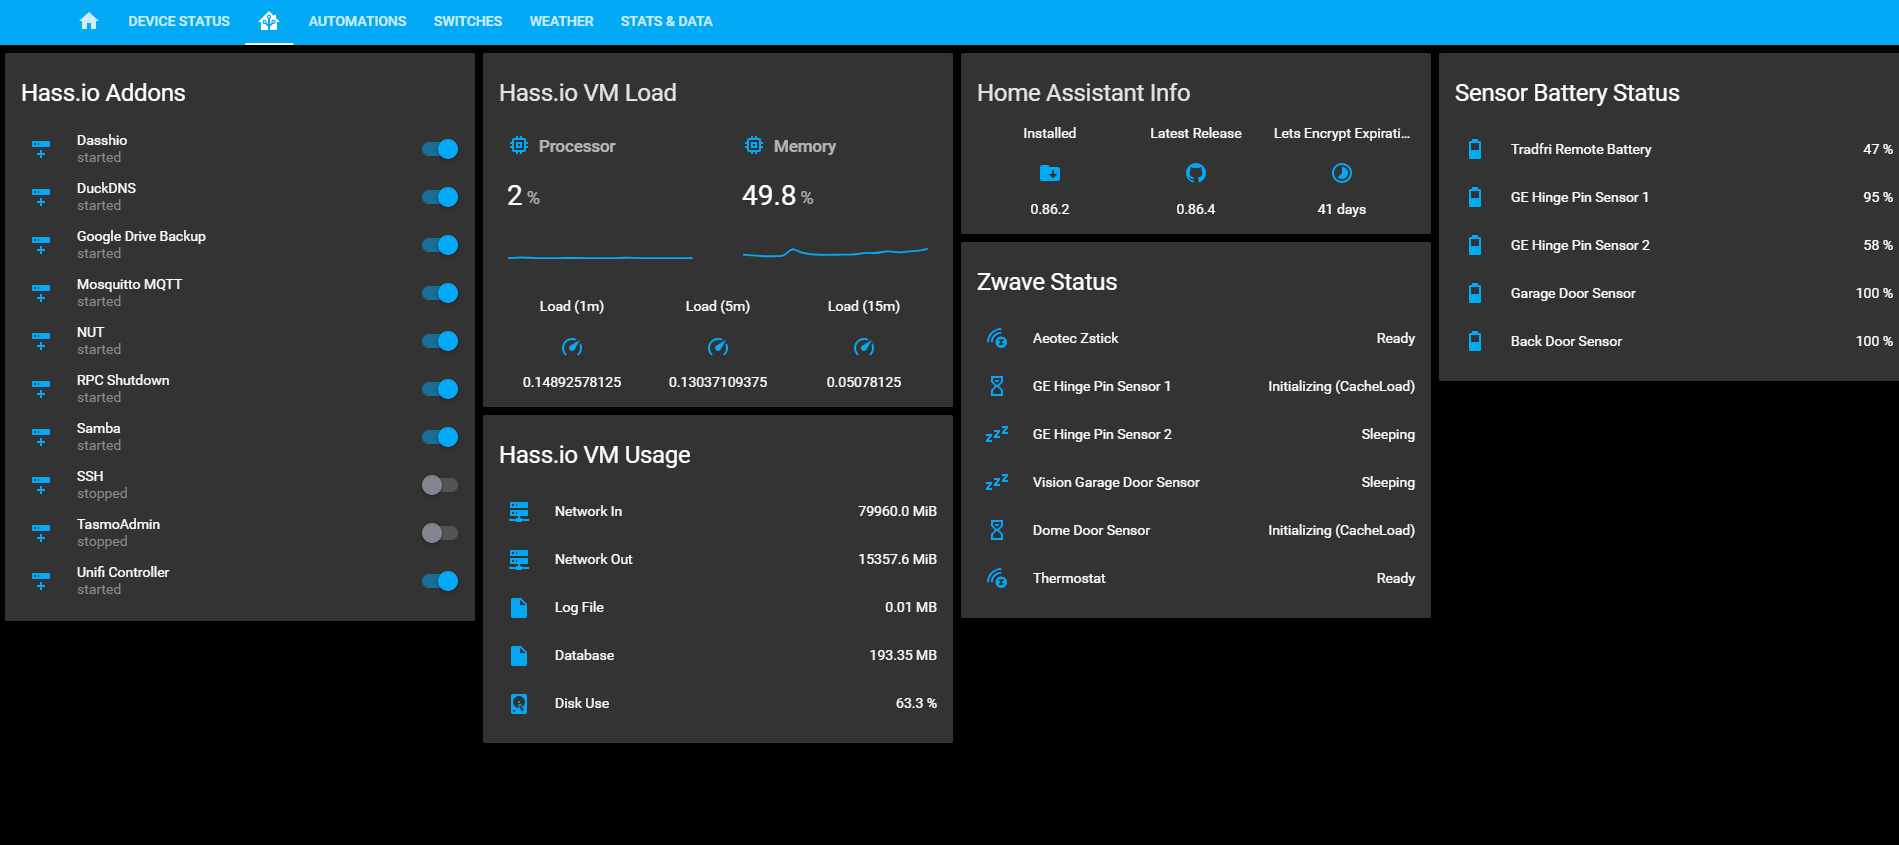 DEVICE STATUS AUTOMATIONS SWITCHES WEATHER STATS & DATA
Hass.io Addons
Dasshio
started
DuckDNS
started
Google Drive Backup
started
Mosquitto MQTT
started
NUT
started
RPC Shutdown
started
Samba
started
SSH
stopped
TasmoAdmin
stopped
Unifi Controller
started
Hass.io VM Load
Processor Memory
2 % 49.8 %
Load (1m) Load (5m) Load (15m)
0.14892578125 0.13037109375 0.05078125
Hass.io VM Usage
Network In 79960.0 MiB
Network Out 15357.6 MiB
Log File 0.01 MB
Database 193.35 MB
Disk Use 63.3 %
Home Assistant Info
Installed Latest Release Lets Encrypt Expirati...
0.86.2 0.86.4 41 days
Zwave Status
Aeotec Zstick Ready
GE Hinge Pin Sensor 1 Initializing (CacheLoad)
GE Hinge Pin Sensor 2 Sleeping
Vision Garage Door Sensor Sleeping
Dome Door Sensor Initializing (CacheLoad)
Thermostat Ready
Sensor Battery Status
Tradfri Remote Battery 47 %
GE Hinge Pin Sensor 1 95 %
GE Hinge Pin Sensor 2 58 %
Garage Door Sensor 100 %
Back Door Sensor 100 %